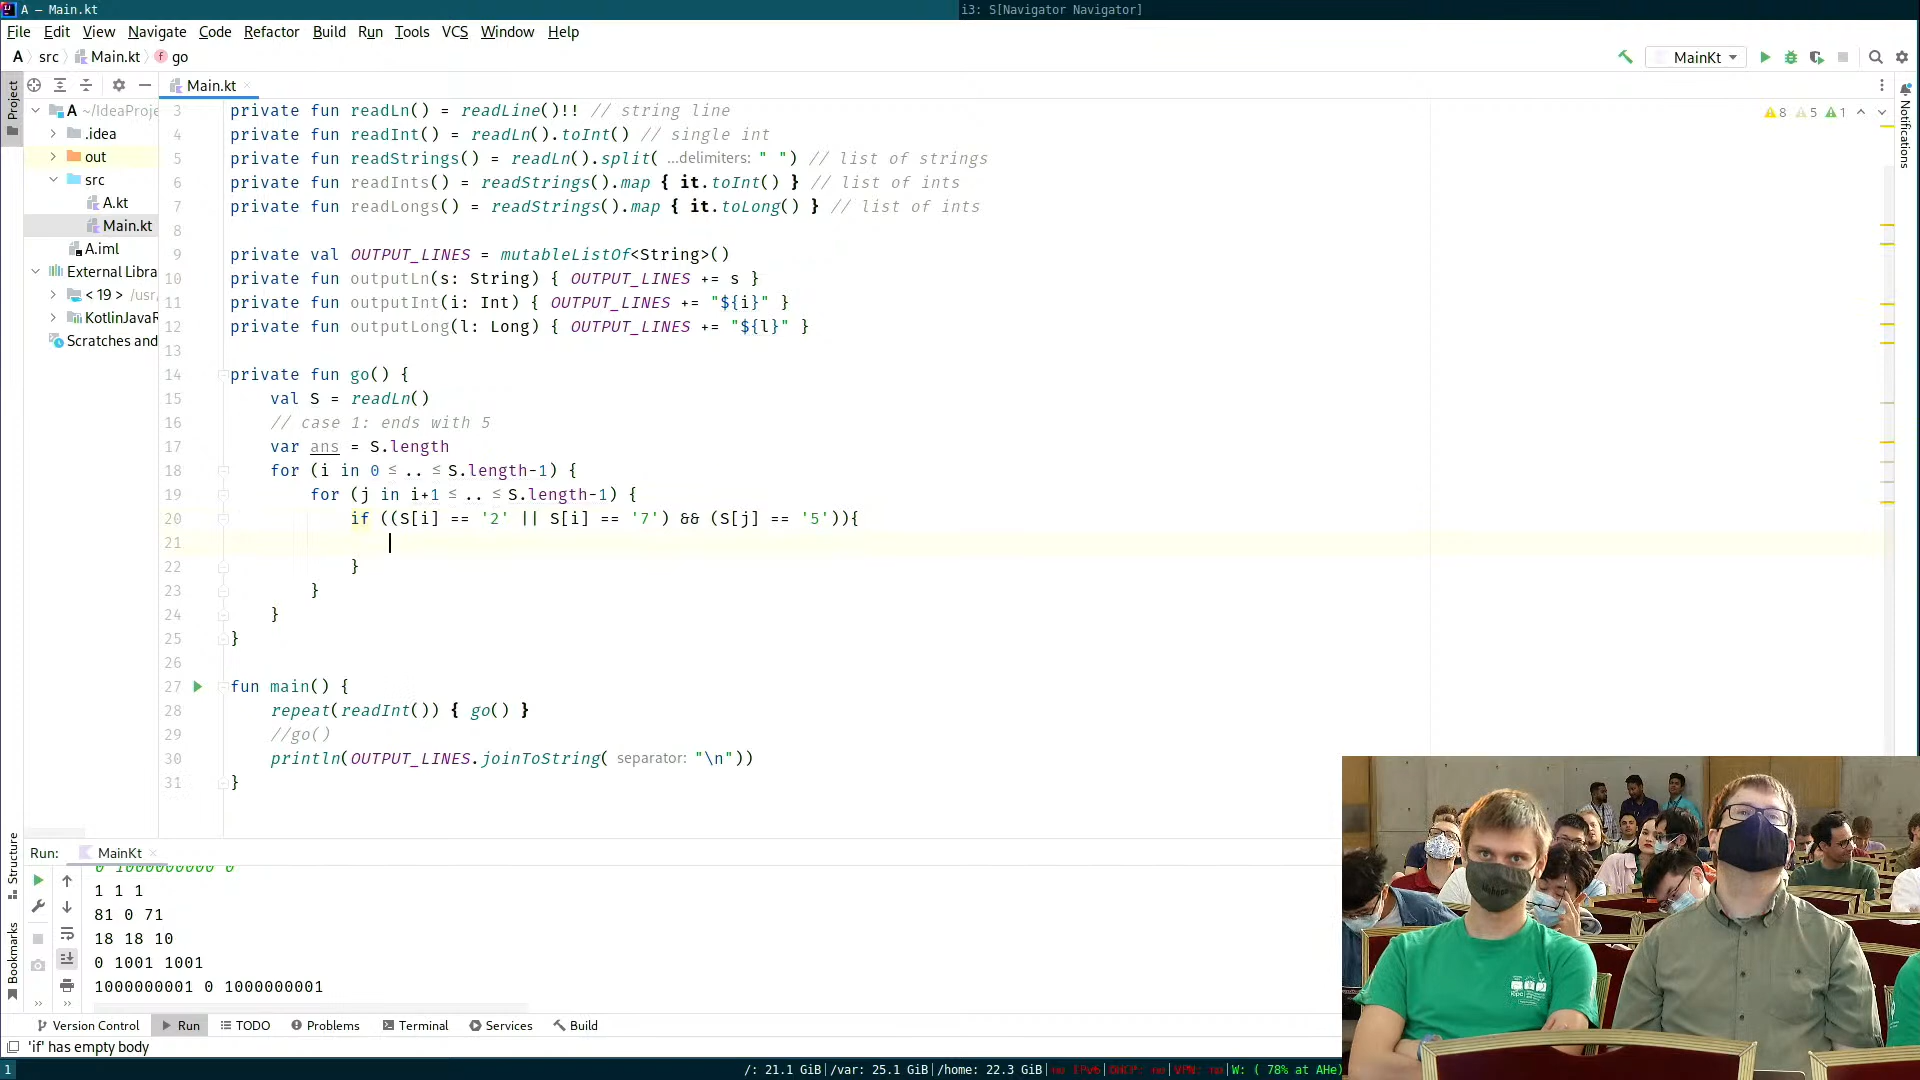 A – Main.kt
i3: S[Navigator Navigator]
File Edit View Navigate Code Refactor Build Run Tools VCS Window Help
A src Main.kt go
MainKt
Project
Main.kt
Notifications
A ~/IdeaProje
.idea
out
src
A.kt
Main.kt
A.iml
External Libra
< 19 > /usr/
KotlinJavaR
Scratches and
8 5 1
3 private fun readLn() = readLine()!! // string line
4 private fun readInt() = readLn().toInt() // single int
5 private fun readStrings() = readLn().split( ...delimiters: " ") // list of strings
6 private fun readInts() = readStrings().map { it.toInt() } // list of ints
7 private fun readLongs() = readStrings().map { it.toLong() } // list of ints
8
9 private val OUTPUT_LINES = mutableListOf<String>()
10 private fun outputLn(s: String) { OUTPUT_LINES += s }
11 private fun outputInt(i: Int) { OUTPUT_LINES += "${i}" }
12 private fun outputLong(l: Long) { OUTPUT_LINES += "${l}" }
13
14 private fun go() {
15 val S = readLn()
16 // case 1: ends with 5
17 var ans = S.length
18 for (i in 0 ≤ .. ≤ S.length-1) {
19 for (j in i+1 ≤ .. ≤ S.length-1) {
20 if ((S[i] == '2' || S[i] == '7') && (S[j] == '5')){
21
22 }
23 }
24 }
25 }
26
27 fun main() {
28 repeat(readInt()) { go() }
29 //go()
30 println(OUTPUT_LINES.joinToString( separator: "\n"))
31 }
Structure
Bookmarks
Run: MainKt
0 1000000000 0
1 1 1
81 0 71
18 18 10
0 1001 1001
1000000001 0 1000000001
Version Control Run TODO Problems Terminal Services Build
'if' has empty body
1
/: 21.1 GiB|/var: 25.1 GiB|/home: 22.3 GiB|no IPv6|DHCP: no|VPN: no|W: ( 78% at AHe)
icpc